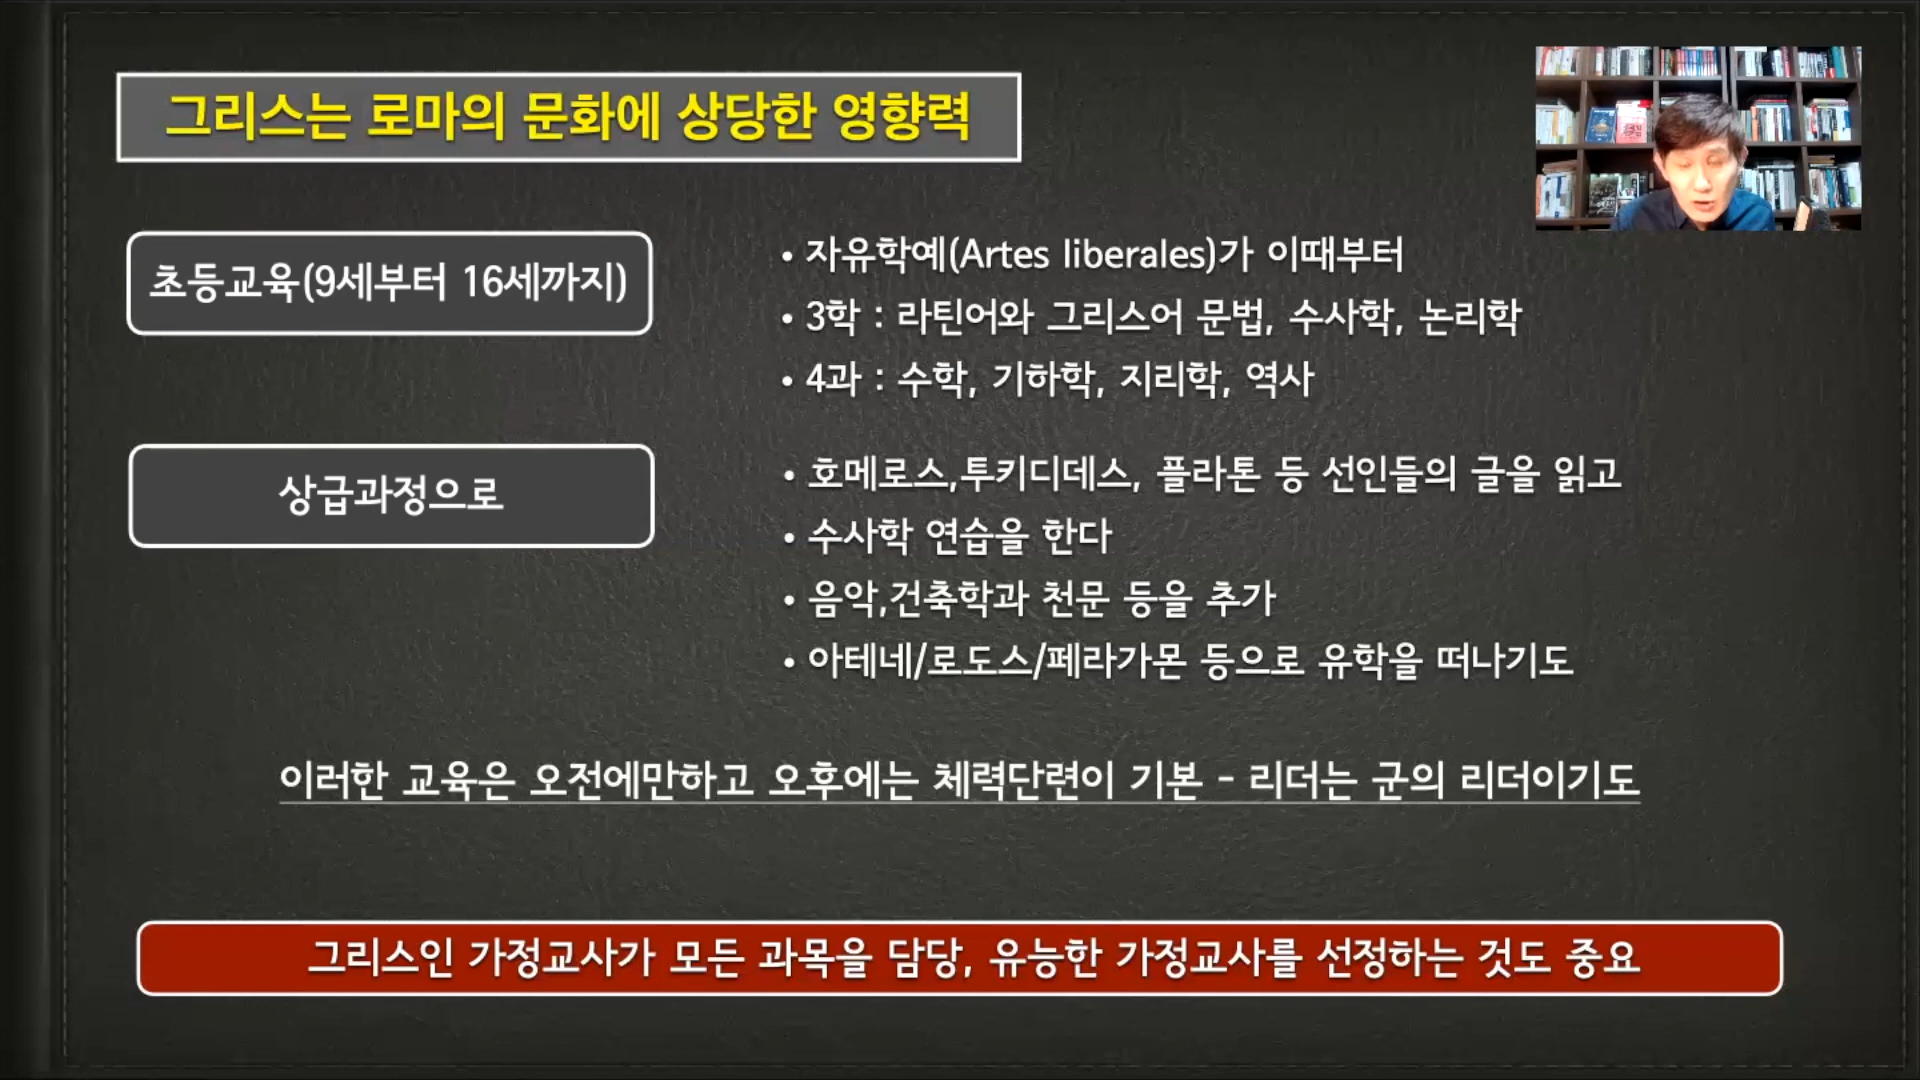 그리스는 로마의 문화에 상당한 영향력
초등교육(9세부터 16세까지)
• 자유학예(Artes liberales)가 이때부터
• 3학 : 라틴어와 그리스어 문법, 수사학, 논리학
• 4과 : 수학, 기하학, 지리학, 역사
상급과정으로
• 호메로스,투키디데스, 플라톤 등 선인들의 글을 읽고
• 수사학 연습을 한다
• 음악,건축학과 천문 등을 추가
• 아테네/로도스/페라가몬 등으로 유학을 떠나기도
이러한 교육은 오전에만하고 오후에는 체력단련이 기본 - 리더는 군의 리더이기도
그리스인 가정교사가 모든 과목을 담당, 유능한 가정교사를 선정하는 것도 중요